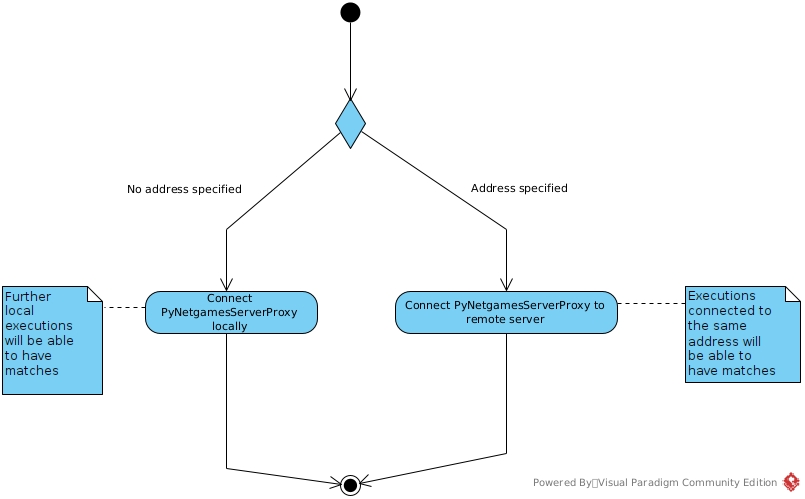 No address specified
Address specified
Further
local
executions
will be able
to have
matches
Connect
PyNetgamesServerProxy
locally
Connect PyNetgamesServerProxy to
remote server
Executions
connected to
the same
address will
be able to
have matches
Powered By Visual Paradigm Community Edition